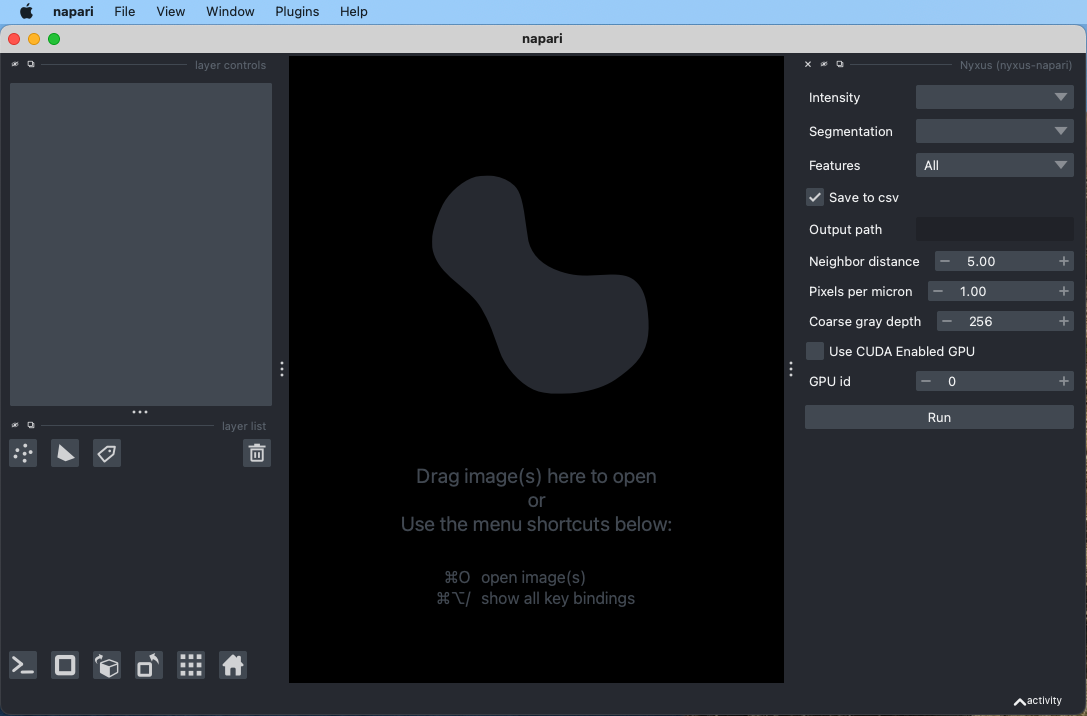 napari File View Window Plugins Help
napari
layer controls
Nyxus (nyxus-napari)
Intensity
Segmentation
Features All
Save to csv
Output path
Neighbor distance 5.00
Pixels per micron 1.00
Coarse gray depth 256
Use CUDA Enabled GPU
GPU id 0
Run
layer list
Drag image(s) here to open
or
Use the menu shortcuts below:
⌘O open image(s)
⌘⌥/ show all key bindings
activity